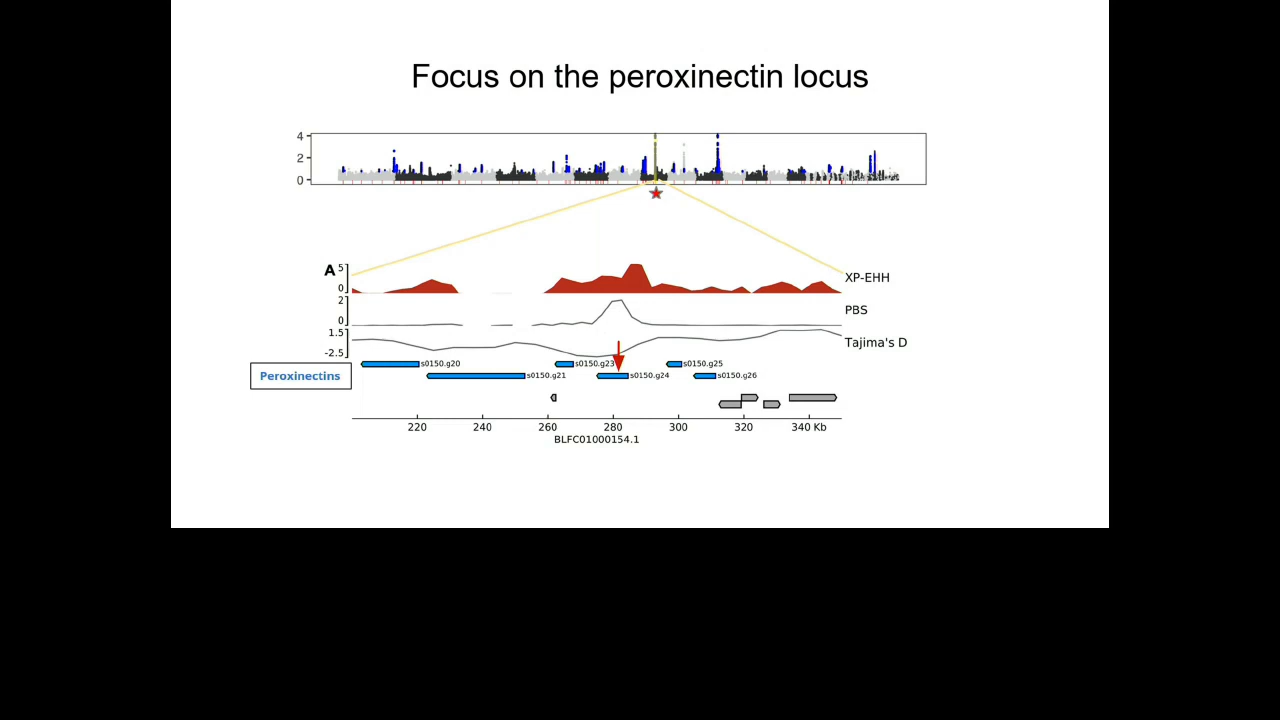 Focus on the peroxinectin locus
4
2
0
A
5
0
XP-EHH
2
0
PBS
1.5
-2.5
Tajima's D
s0150.g20
s0150.g23
s0150.g25
Peroxinectins
s0150.g21
s0150.g24
s0150.g26
220 240 260 280 300 320 340 Kb
BLFC01000154.1